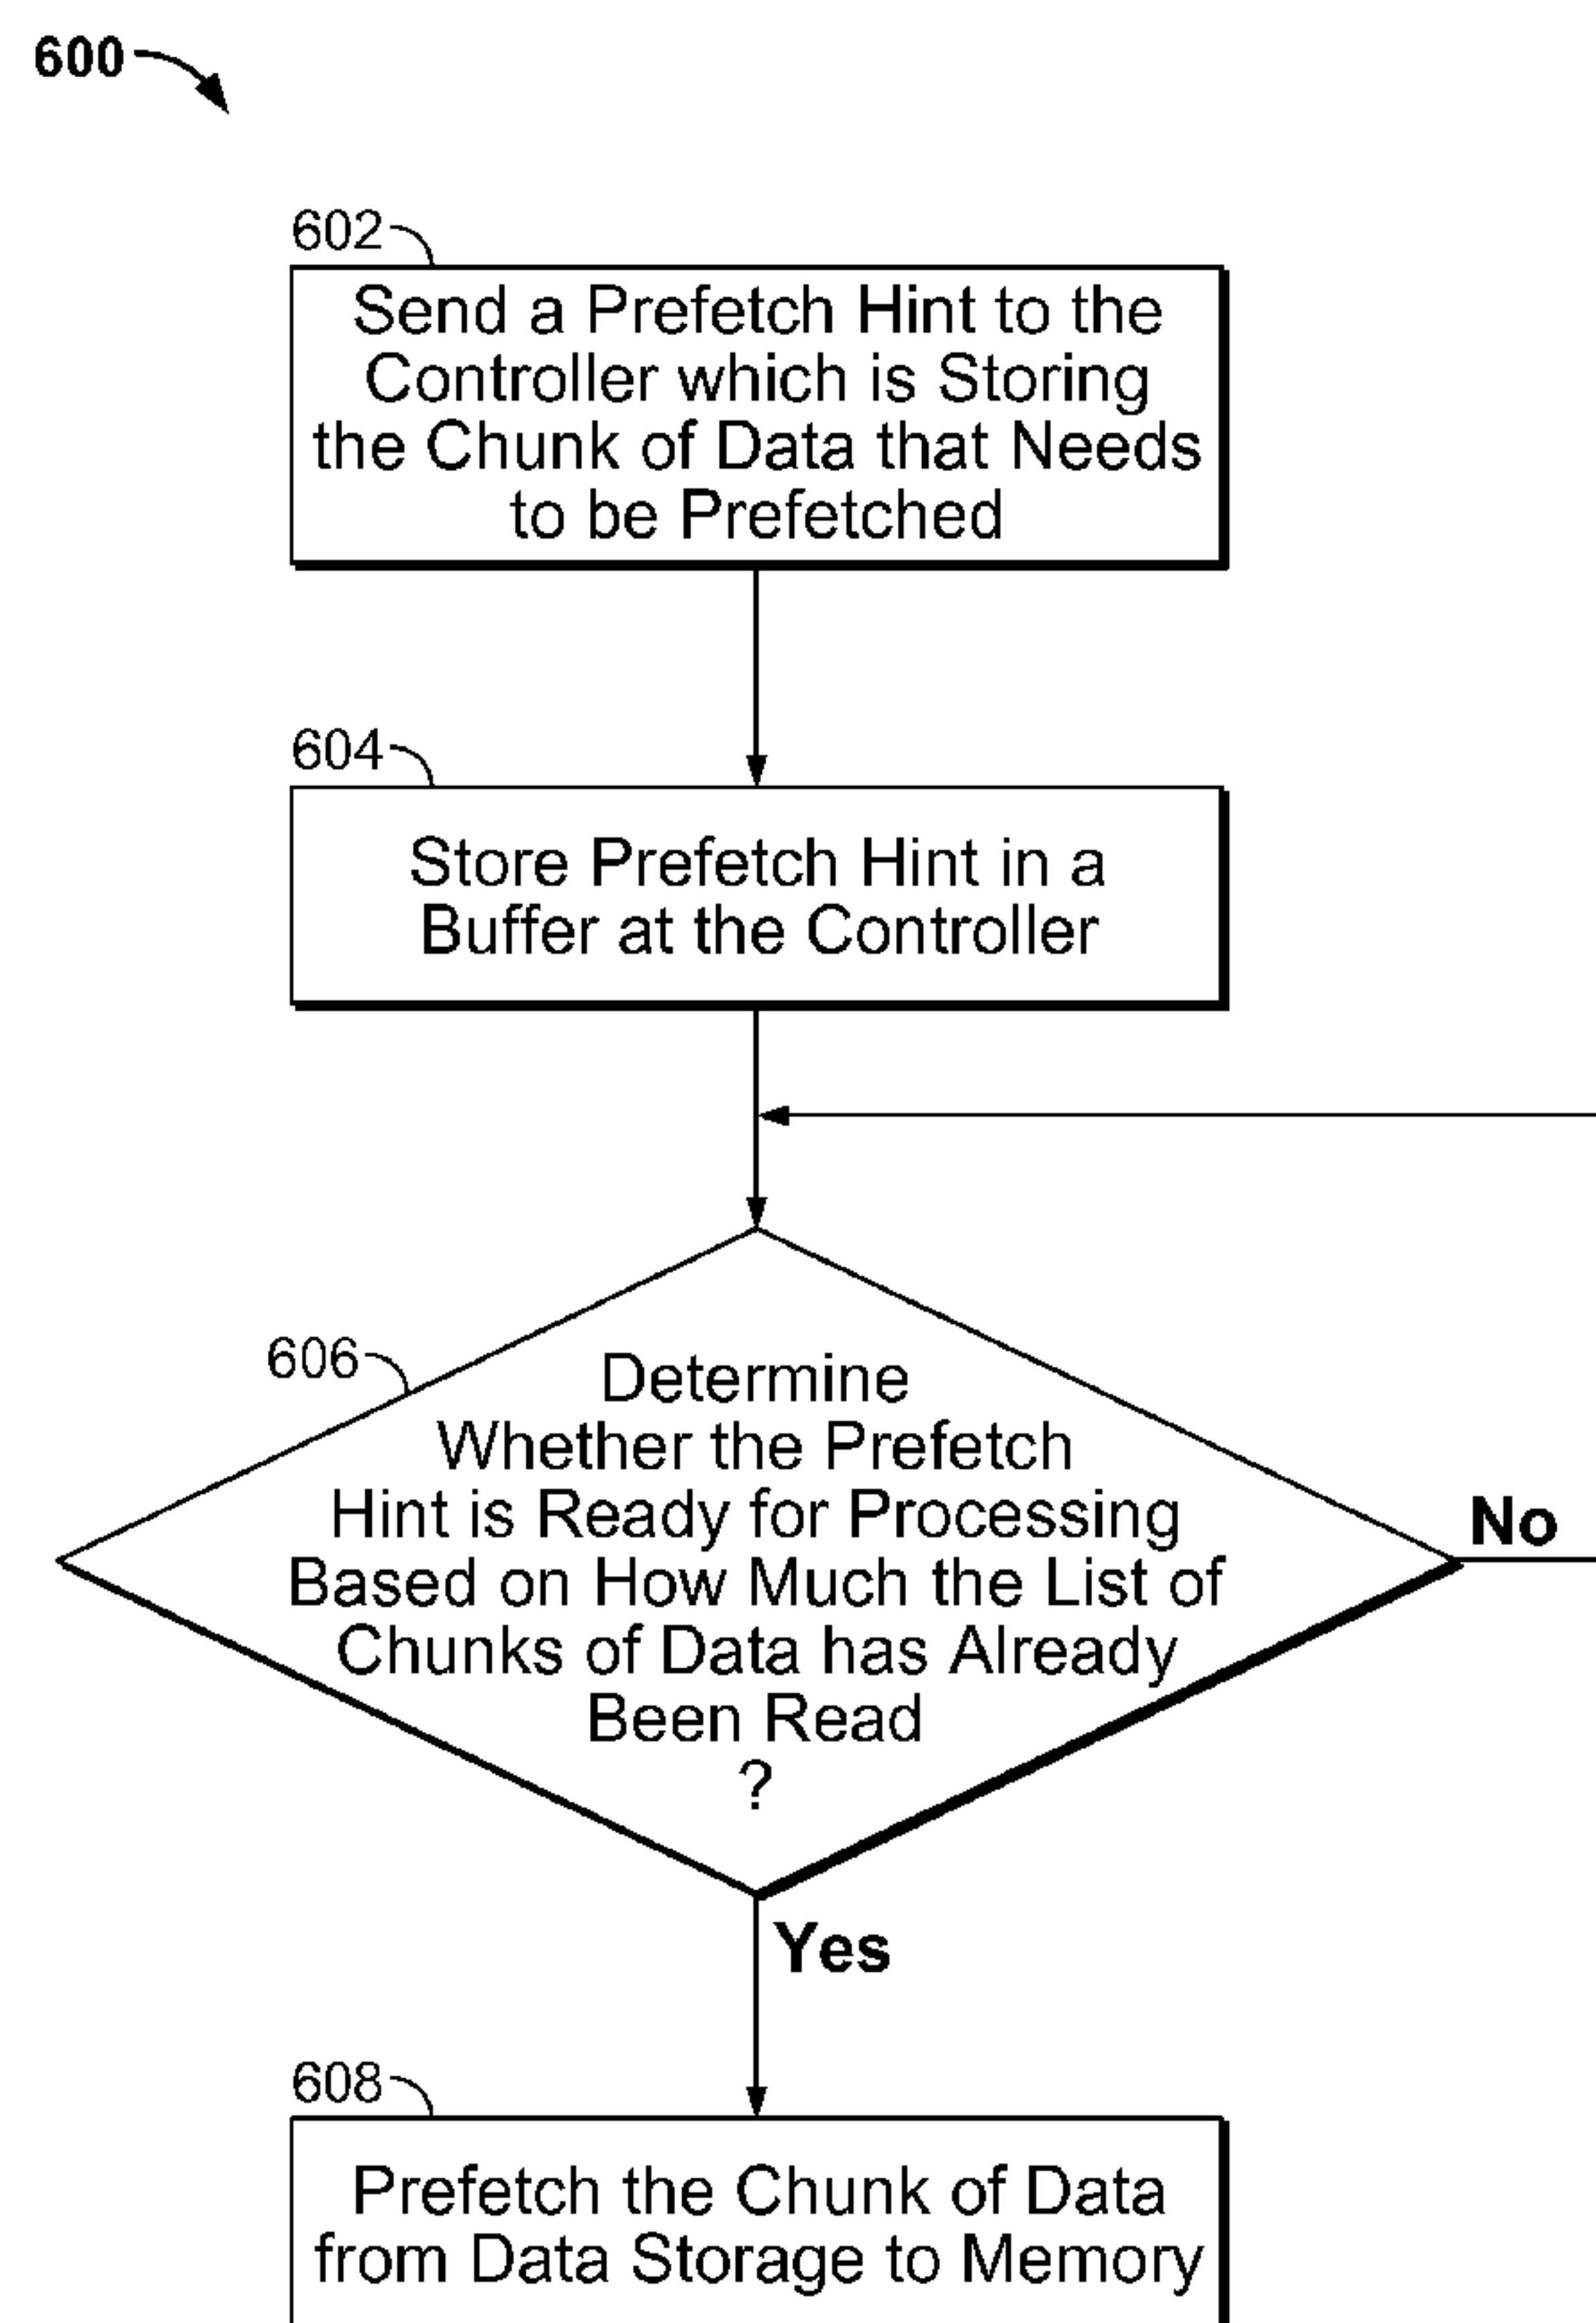 600
602
Send a Prefetch Hint to the
Controller which is Storing
the Chunk of Data that Needs
to be Prefetched
604
Store Prefetch Hint in a
Buffer at the Controller
606
Determine
Whether the Prefetch
Hint is Ready for Processing
Based on How Much the List of
Chunks of Data has Already
Been Read
?
No
Yes
608
Prefetch the Chunk of Data
from Data Storage to Memory